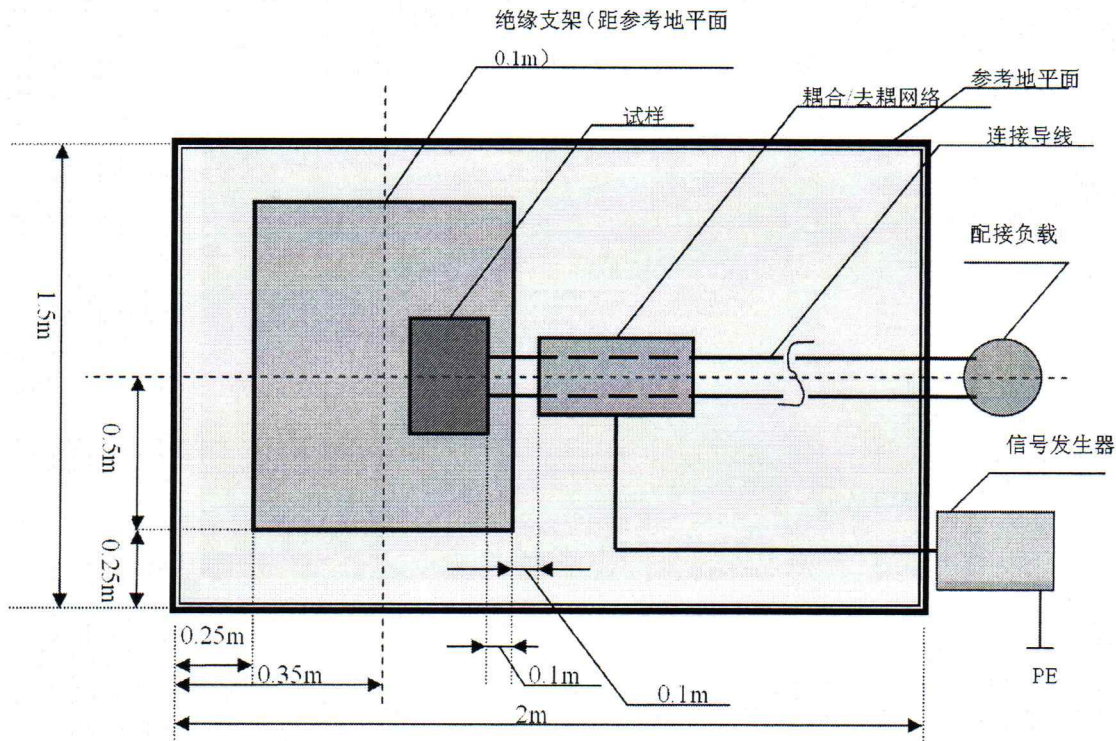 绝缘支架（距参考地平面
0.1m）
参考地平面
耦合/去耦网络
试样
连接导线
配接负载
1.5m
0.5m
信号发生器
0.25m
0.25m
0.35m
0.1m
0.1m
PE
2m